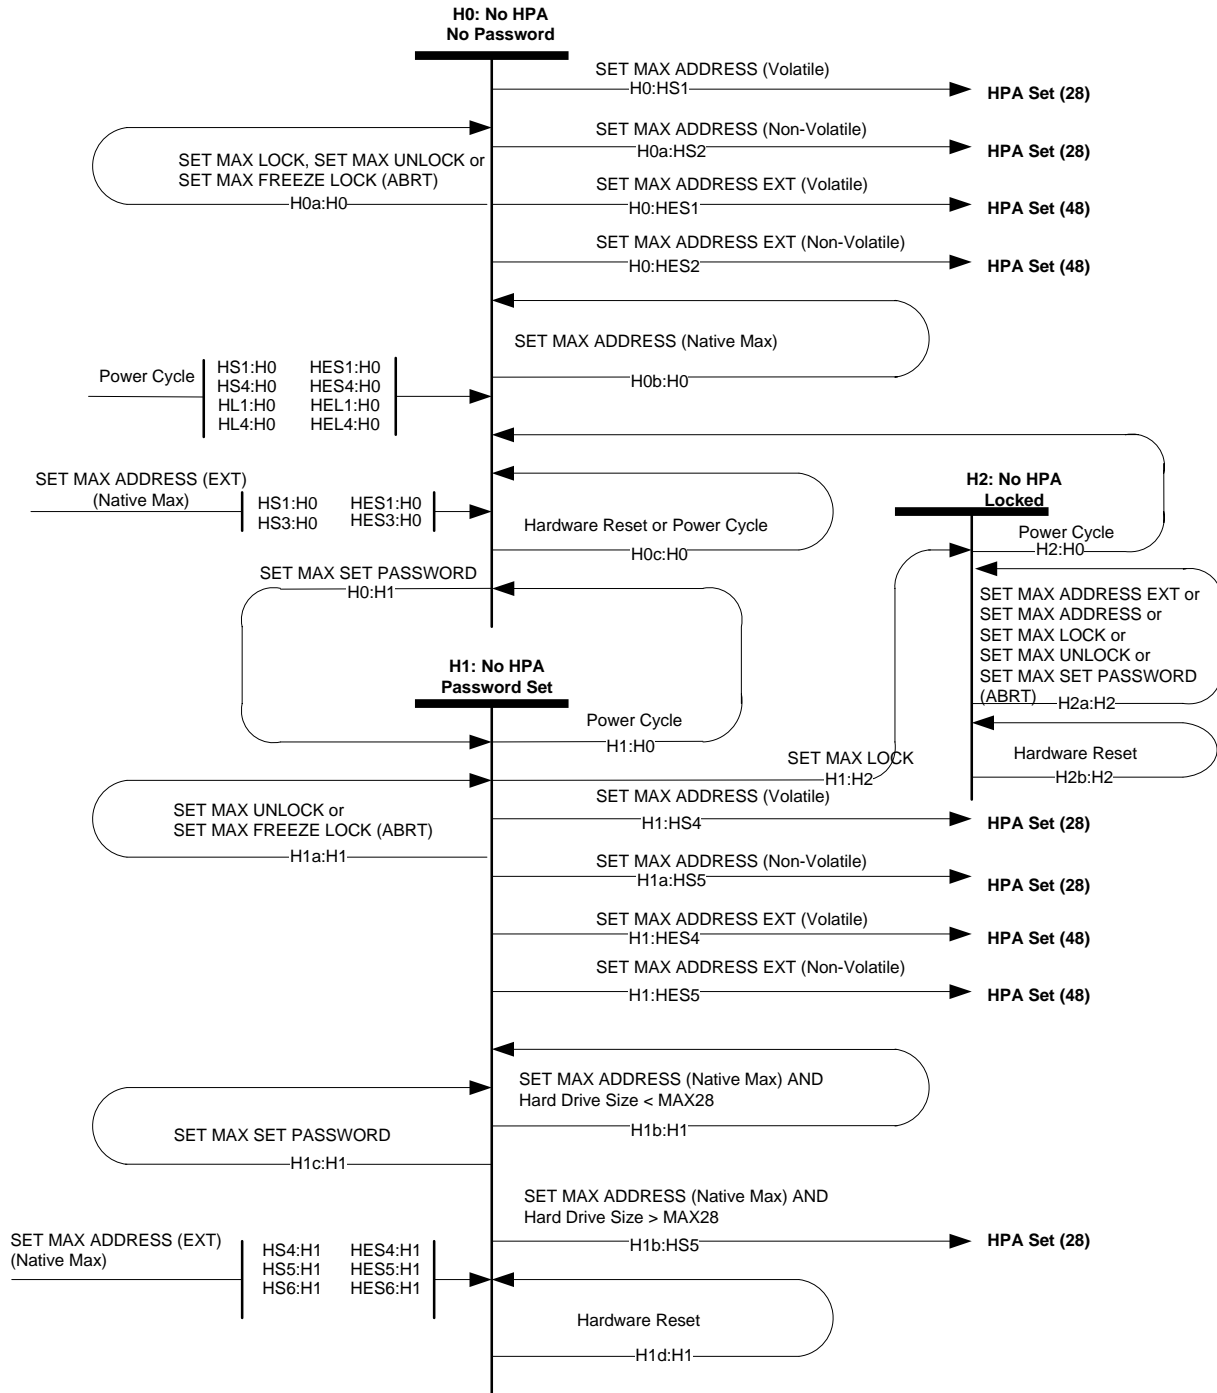 H0: No HPA
No Password
SET MAX ADDRESS (Volatile)
H0:HS1
HPA Set (28)
SET MAX ADDRESS (Non-Volatile)
H0a:HS2
HPA Set (28)
SET MAX LOCK, SET MAX UNLOCK or
SET MAX FREEZE LOCK (ABRT)
H0a:H0
SET MAX ADDRESS EXT (Volatile)
H0:HES1
HPA Set (48)
SET MAX ADDRESS EXT (Non-Volatile)
H0:HES2
HPA Set (48)
SET MAX ADDRESS (Native Max)
H0b:H0
Power Cycle
HS1:H0 HES1:H0
HS4:H0 HES4:H0
HL1:H0 HEL1:H0
HL4:H0 HEL4:H0
SET MAX ADDRESS (EXT)
(Native Max)
HS1:H0 HES1:H0
HS3:H0 HES3:H0
Hardware Reset or Power Cycle
H0c:H0
H2: No HPA
Locked
Power Cycle
H2:H0
SET MAX ADDRESS EXT or
SET MAX ADDRESS or
SET MAX LOCK or
SET MAX UNLOCK or
SET MAX SET PASSWORD
(ABRT)
H2a:H2
Hardware Reset
H2b:H2
SET MAX SET PASSWORD
H0:H1
H1: No HPA
Password Set
Power Cycle
H1:H0
SET MAX LOCK
H1:H2
SET MAX UNLOCK or
SET MAX FREEZE LOCK (ABRT)
H1a:H1
SET MAX ADDRESS (Volatile)
H1:HS4
HPA Set (28)
SET MAX ADDRESS (Non-Volatile)
H1a:HS5
HPA Set (28)
SET MAX ADDRESS EXT (Volatile)
H1:HES4
HPA Set (48)
SET MAX ADDRESS EXT (Non-Volatile)
H1:HES5
HPA Set (48)
SET MAX ADDRESS (Native Max) AND
Hard Drive Size < MAX28
H1b:H1
SET MAX SET PASSWORD
H1c:H1
SET MAX ADDRESS (Native Max) AND
Hard Drive Size > MAX28
H1b:HS5
HPA Set (28)
SET MAX ADDRESS (EXT)
(Native Max)
HS4:H1 HES4:H1
HS5:H1 HES5:H1
HS6:H1 HES6:H1
Hardware Reset
H1d:H1